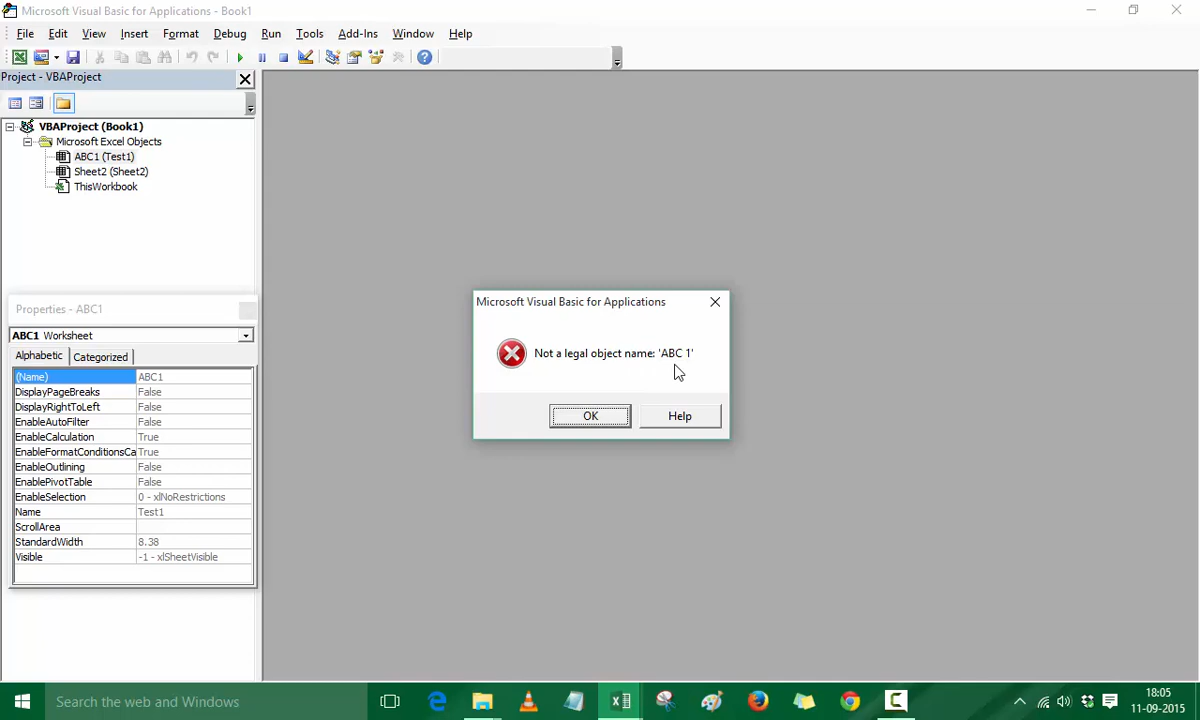 Microsoft Visual Basic for Applications - Book1
File Edit View Insert Format Debug Run Tools Add-Ins Window Help
Project - VBAProject
VBAProject (Book1)
Microsoft Excel Objects
ABC1 (Test1)
Sheet2 (Sheet2)
ThisWorkbook
Properties - ABC1
ABC1 Worksheet
Alphabetic Categorized
(Name) ABC1
DisplayPageBreaks False
DisplayRightToLeft False
EnableAutoFilter False
EnableCalculation True
EnableFormatConditionsCa True
EnableOutlining False
EnablePivotTable False
EnableSelection 0 - xlNoRestrictions
Name Test1
ScrollArea
StandardWidth 8.38
Visible -1 - xlSheetVisible
Microsoft Visual Basic for Applications
Not a legal object name: 'ABC 1'
OK Help
Search the web and Windows
18:05
11-09-2015